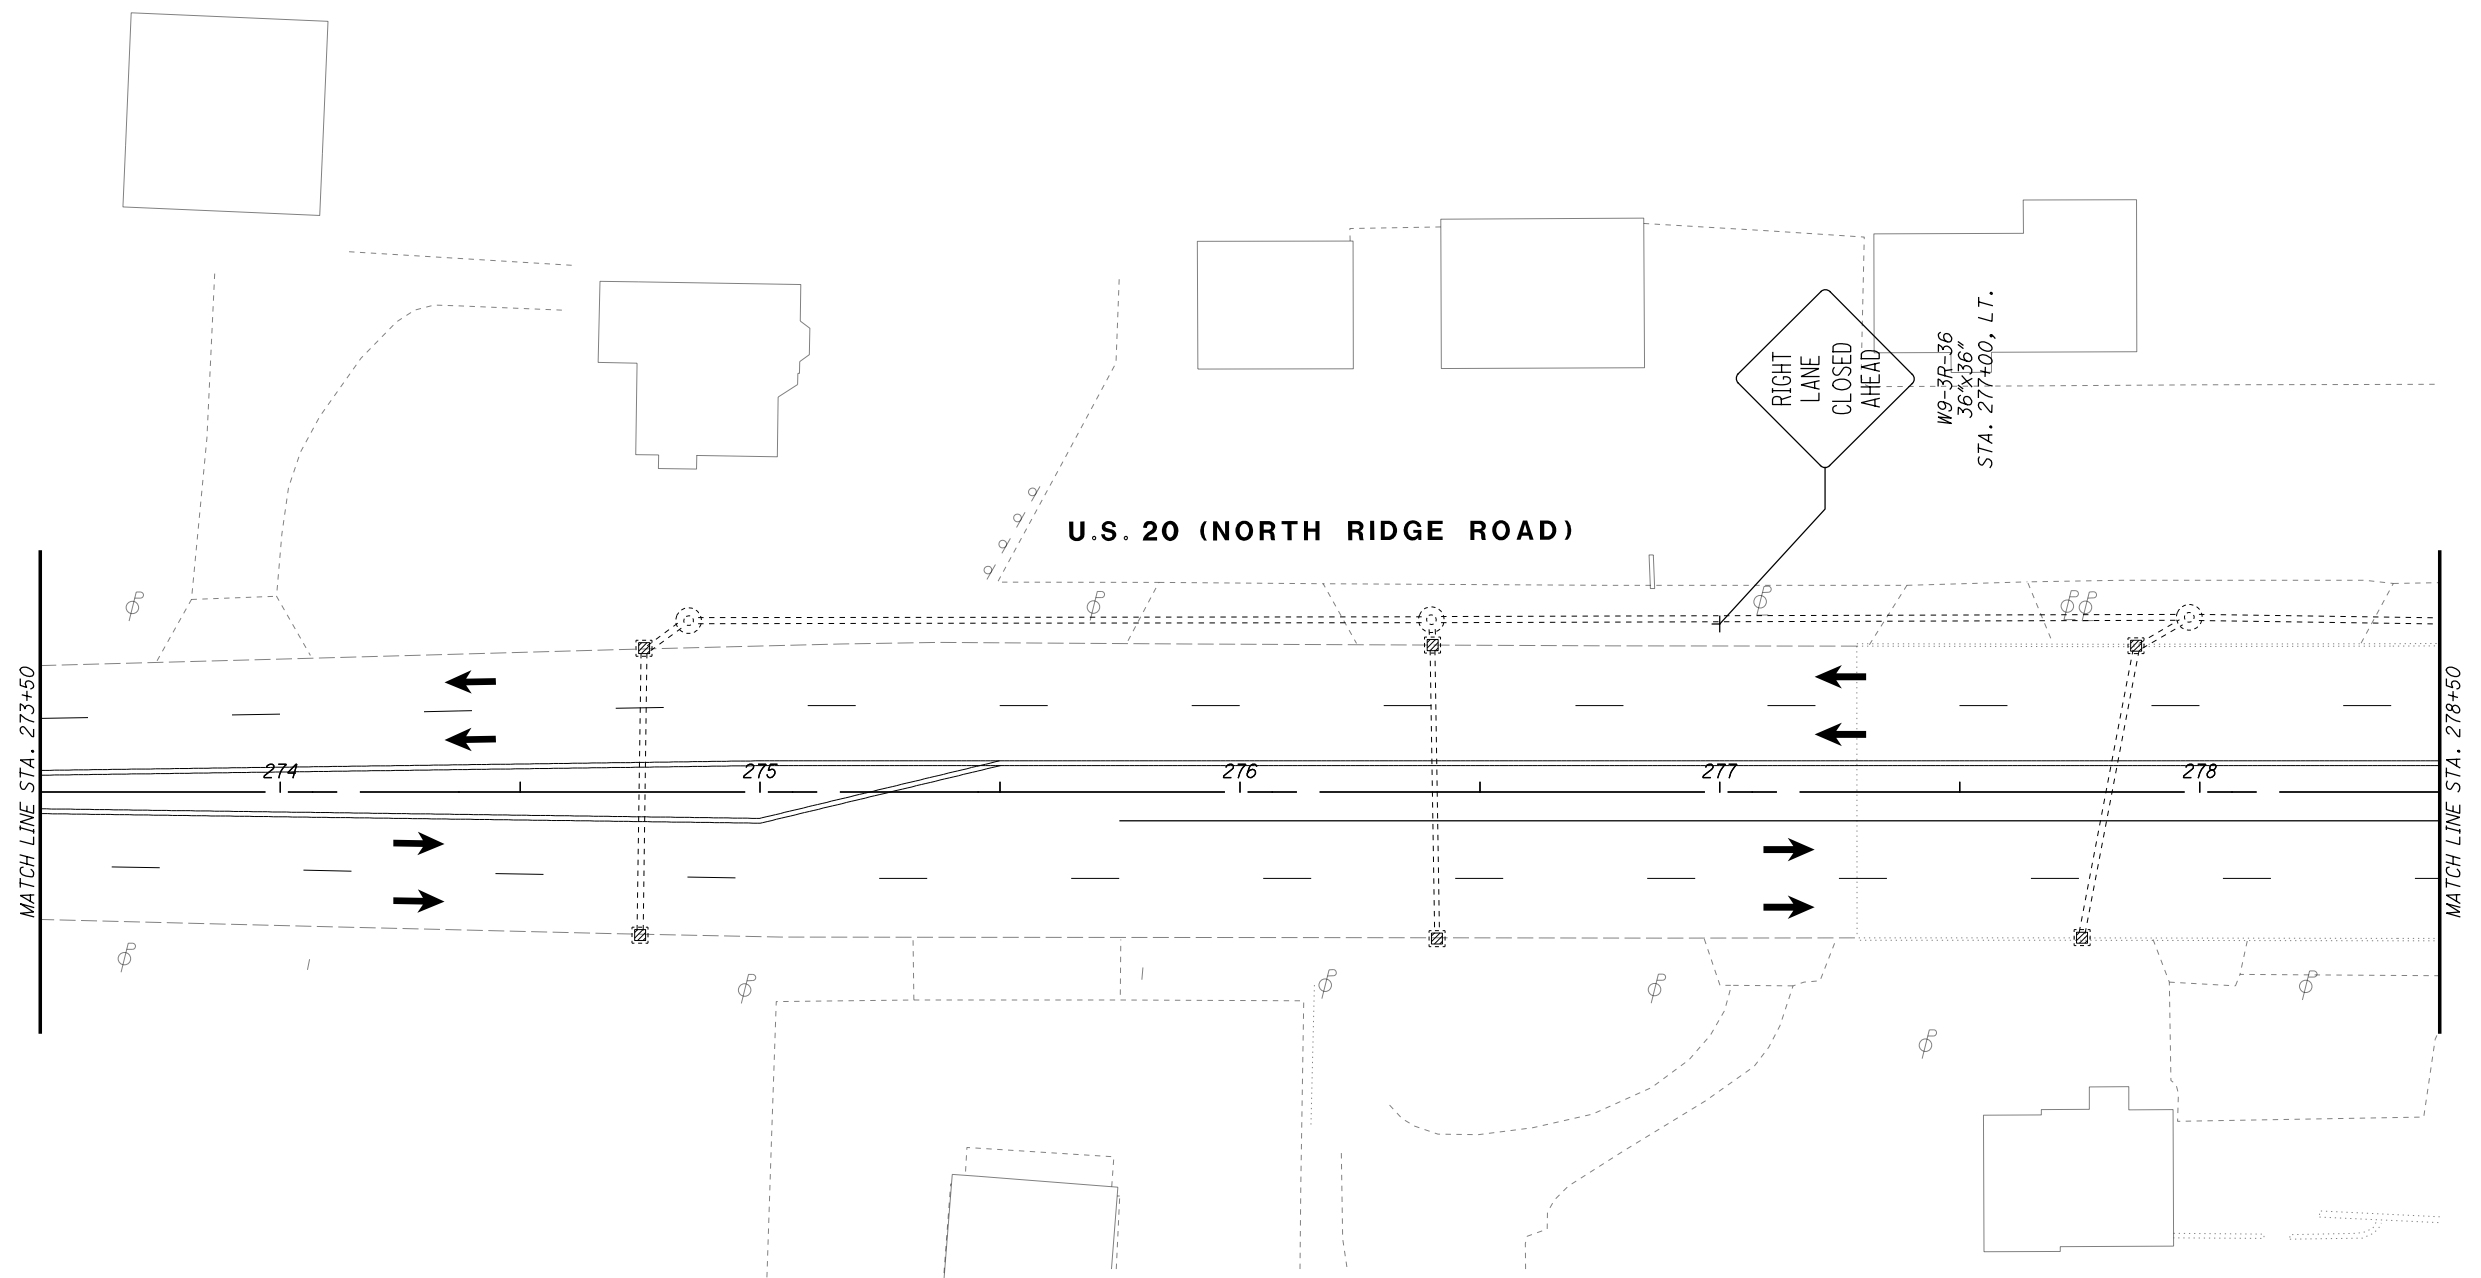 RIGHT
LANE
CLOSED
AHEAD
W9-3R-36
36"x36"
STA. 277+00, LT.
U.S. 20 (NORTH RIDGE ROAD)
MATCH LINE STA. 273+50
274
275
276
277
278
MATCH LINE STA. 278+50